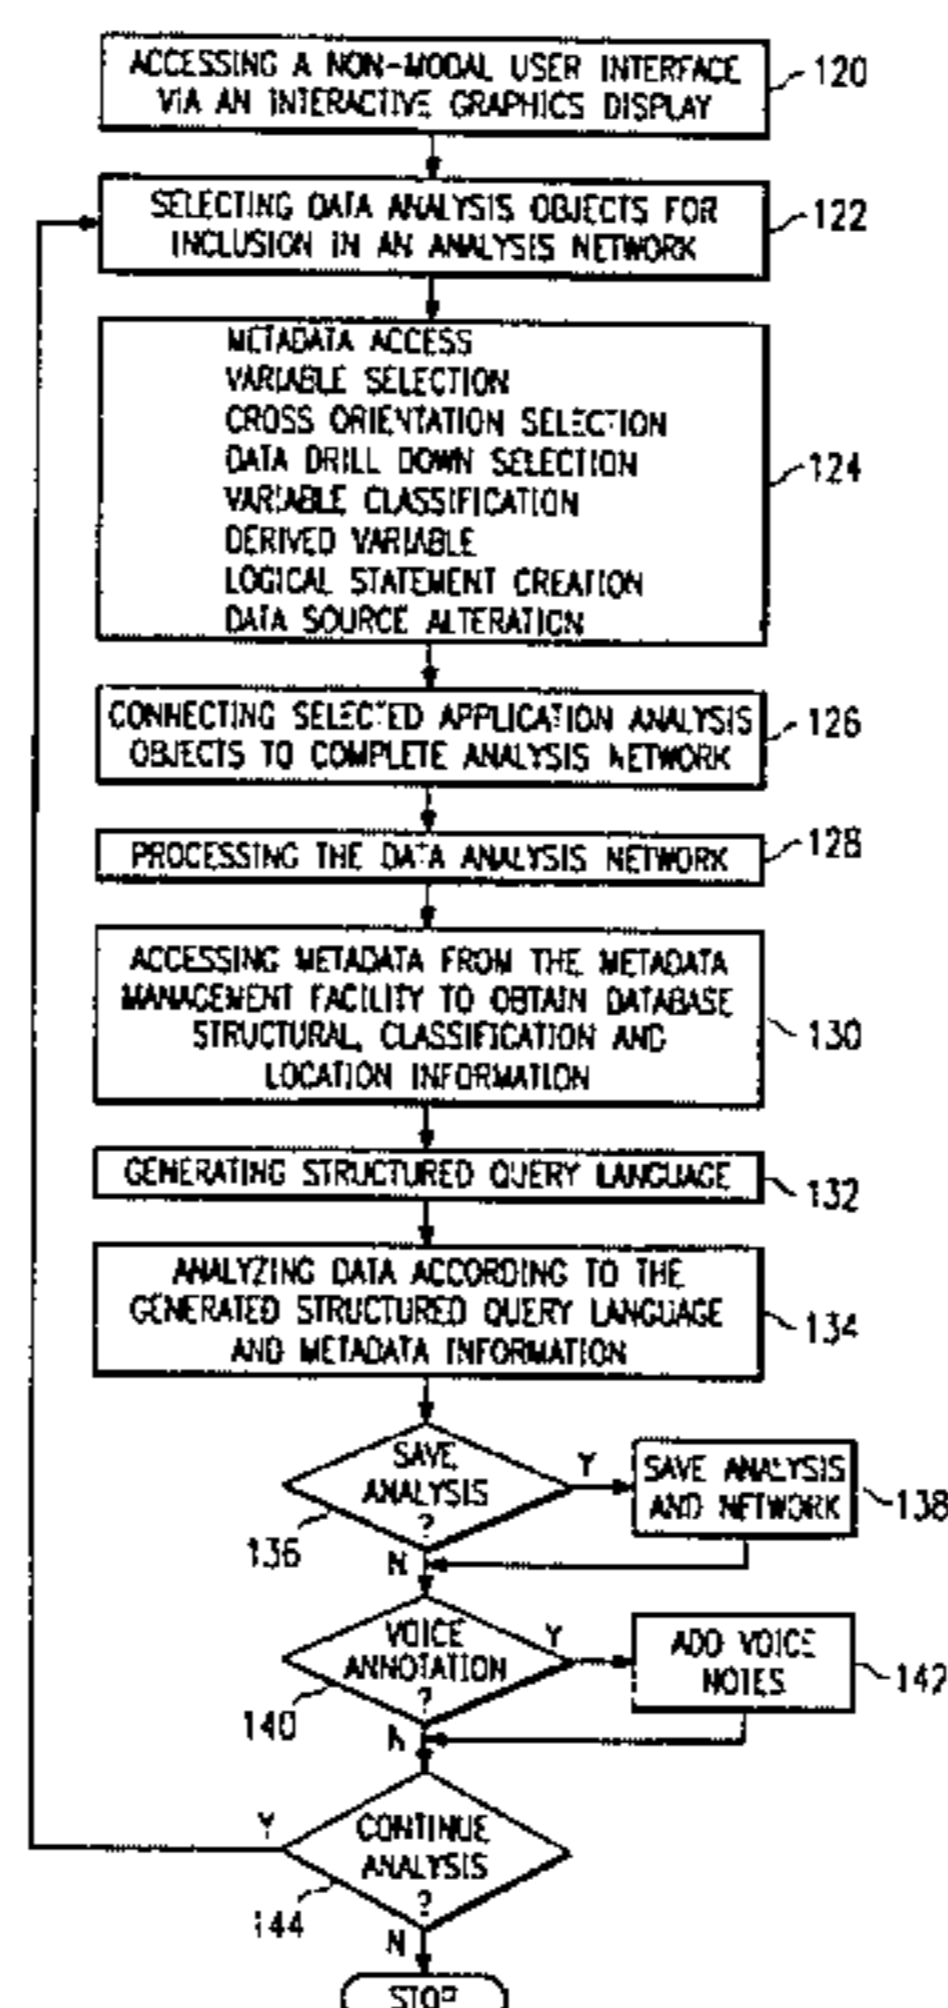 ACCESSING A NON-MODAL USER INTERFACE
VIA AN INTERACTIVE GRAPHICS DISPLAY
120
SELECTING DATA ANALYSIS OBJECTS FOR
INCLUSION IN AN ANALYSIS NETWORK
122
METADATA ACCESS
VARIABLE SELECTION
CROSS ORIENTATION SELECTION
DATA DRILL DOWN SELECTION
VARIABLE CLASSIFICATION
DERIVED VARIABLE
LOGICAL STATEMENT CREATION
DATA SOURCE ALTERATION
124
CONNECTING SELECTED APPLICATION ANALYSIS
OBJECTS TO COMPLETE ANALYSIS NETWORK
126
PROCESSING THE DATA ANALYSIS NETWORK
128
ACCESSING METADATA FROM THE METADATA
MANAGEMENT FACILITY TO OBTAIN DATABASE
STRUCTURAL, CLASSIFICATION AND
LOCATION INFORMATION
130
GENERATING STRUCTURED QUERY LANGUAGE
132
ANALYZING DATA ACCORDING TO THE
GENERATED STRUCTURED QUERY LANGUAGE
AND METADATA INFORMATION
134
SAVE
ANALYSIS
?
136
Y
N
SAVE ANALYSIS
AND NETWORK
138
VOICE
ANNOTATION
?
140
Y
N
ADD VOICE
NOTES
142
CONTINUE
ANALYSIS
?
144
Y
N
STOP